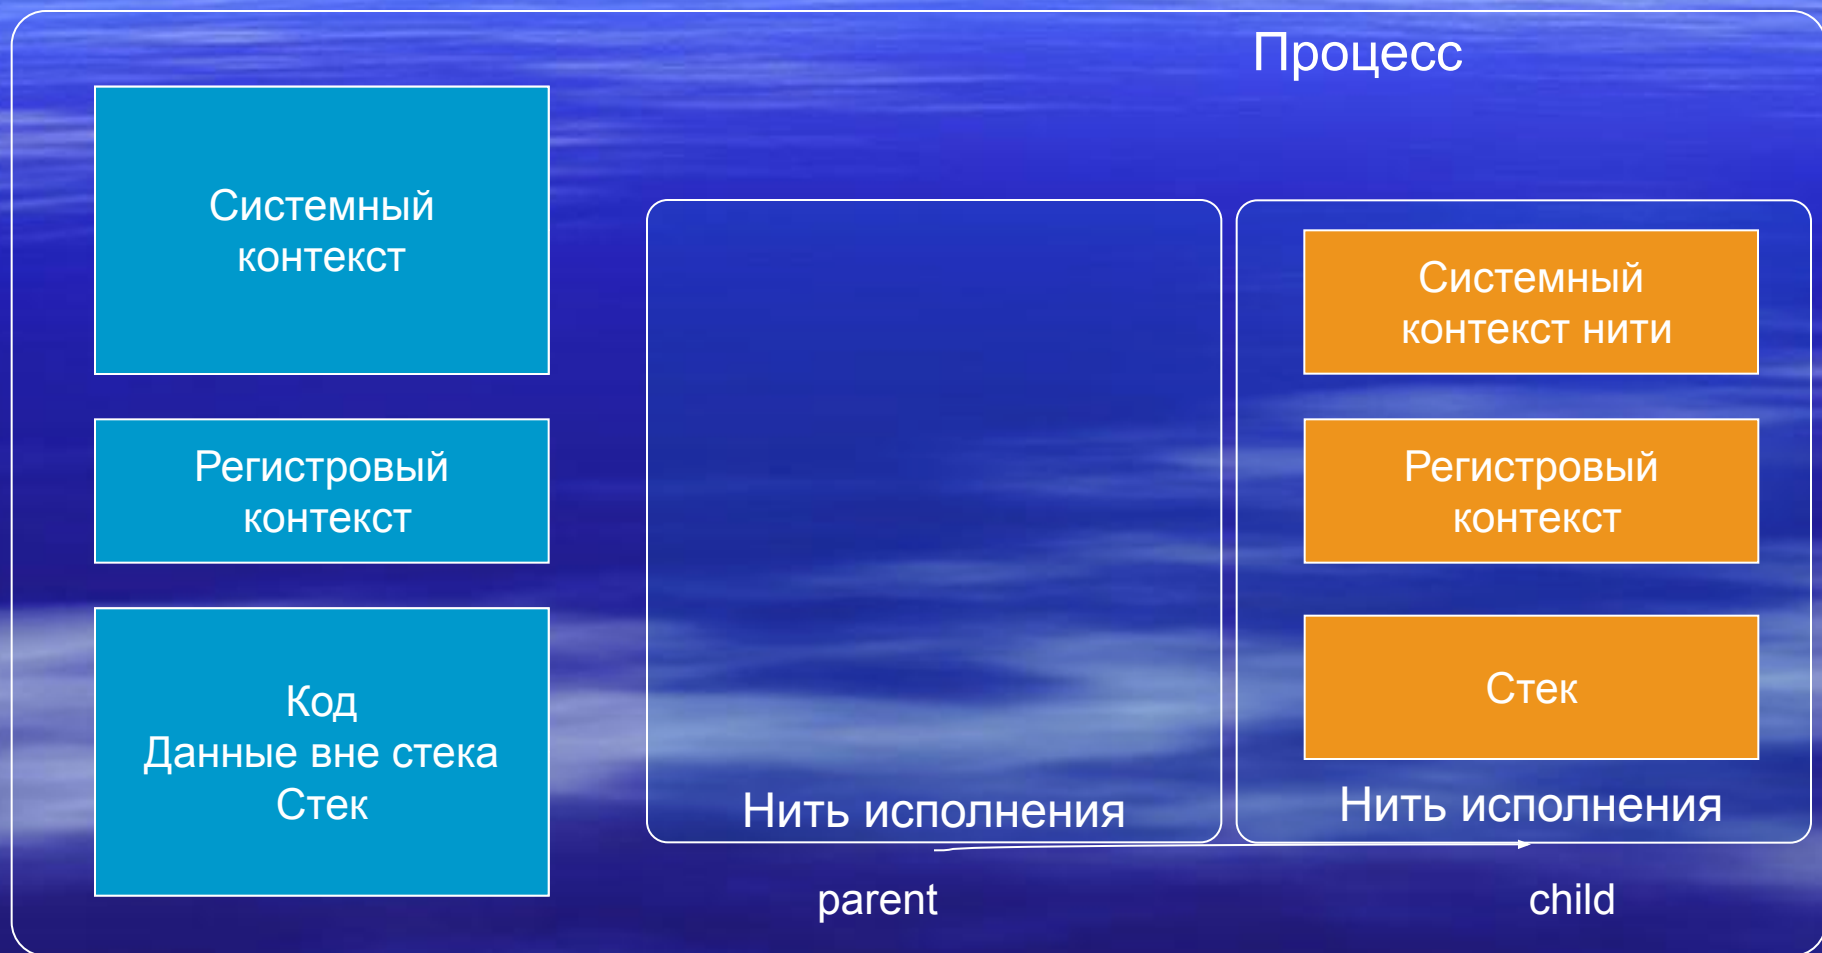 Процесс
Системный
контекст
Регистровый
контекст
Код
Данные вне стека
Стек
Нить исполнения
parent
Системный
контекст нити
Регистровый
контекст
Стек
Нить исполнения
child